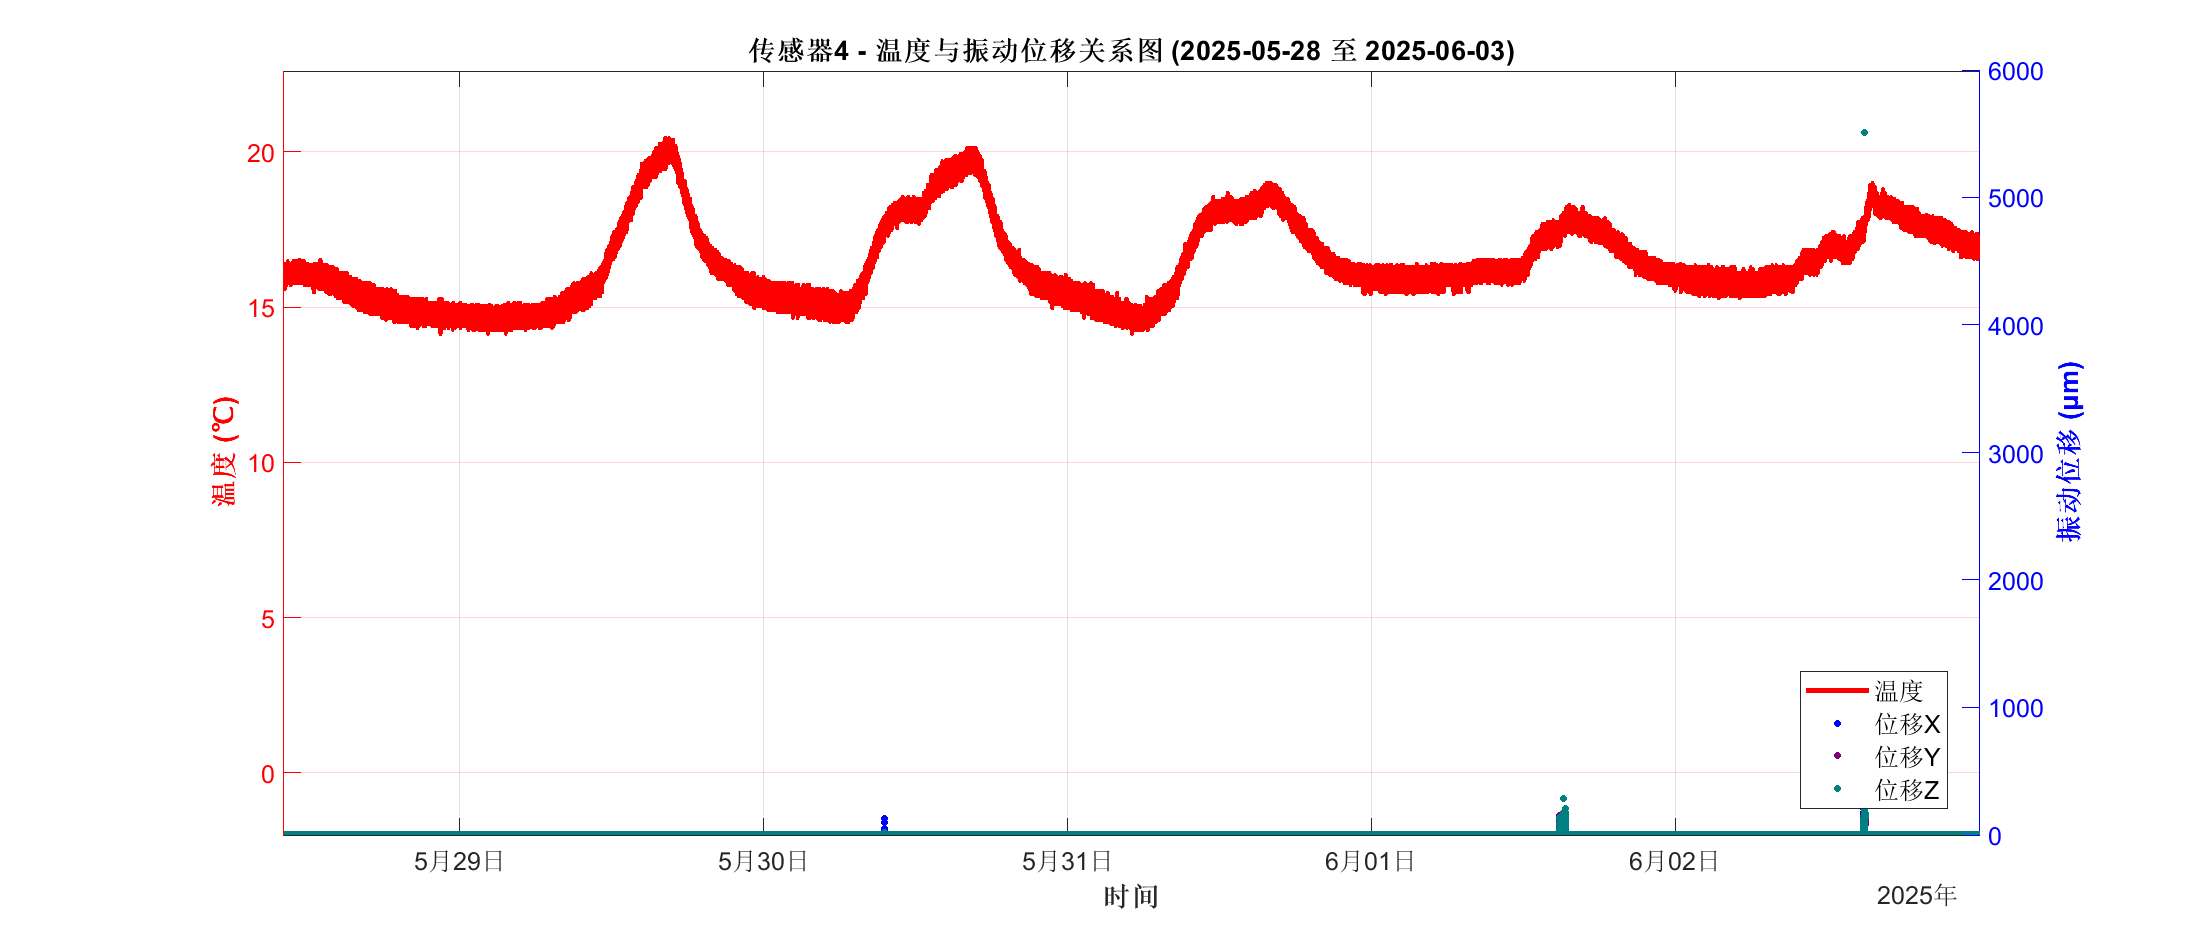 传感器4 - 温度与振动位移关系图 (2025-05-28 至 2025-06-03)
20
15
10
5
0
温度 (℃)
6000
5000
4000
3000
2000
1000
0
振动位移 (μm)
温度
位移X
位移Y
位移Z
5月29日
5月30日
5月31日
6月01日
6月02日
时间
2025年